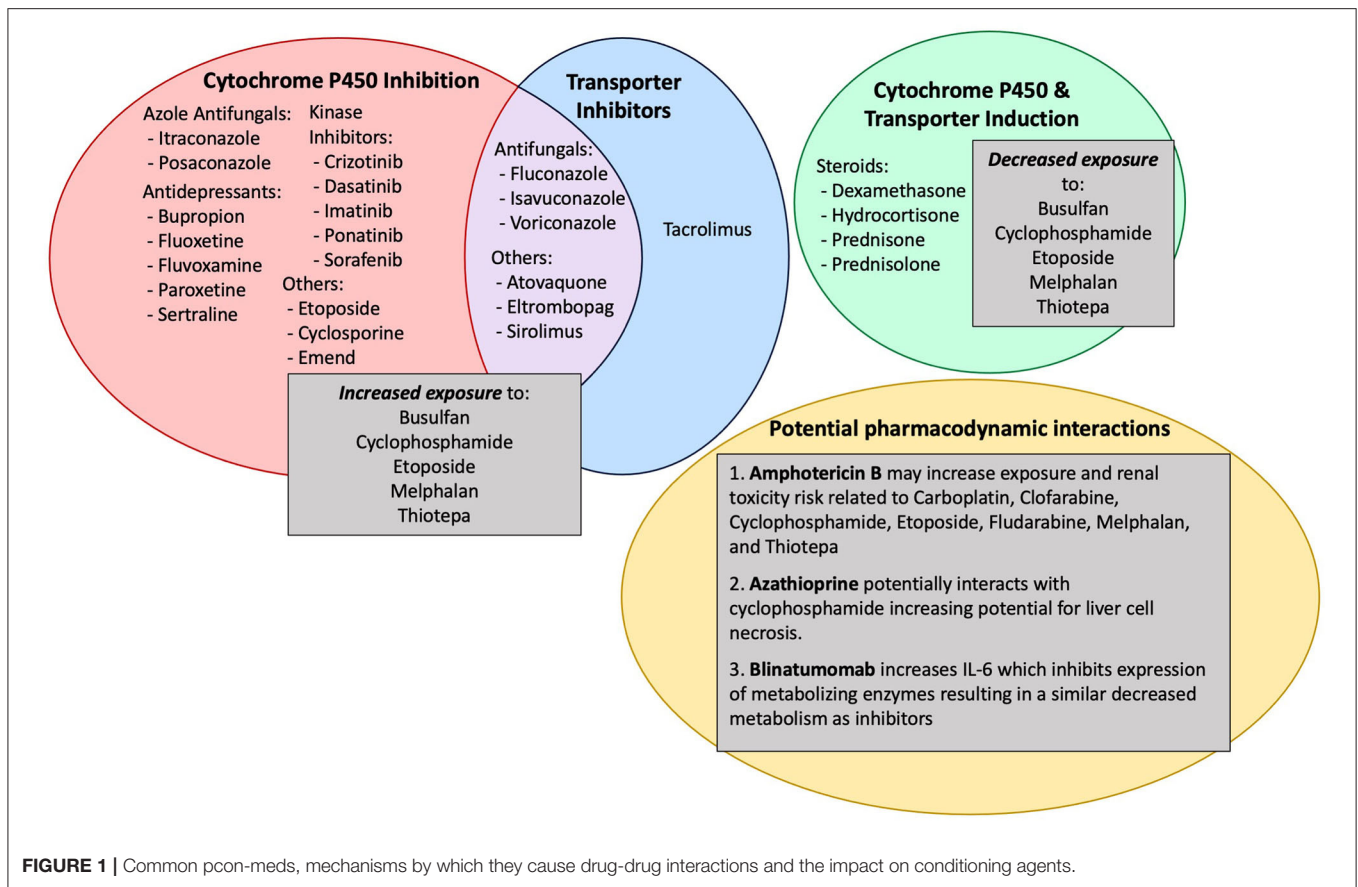 Cytochrome P450 Inhibition
Azole Antifungals:
- Itraconazole
- Posaconazole
Antidepressants:
- Bupropion
- Fluoxetine
- Fluvoxamine
- Paroxetine
- Sertraline
Kinase
Inhibitors:
- Crizotinib
- Dasatinib
- Imatinib
- Ponatinib
- Sorafenib
Others:
- Etoposide
- Cyclosporine
- Emend
Transporter
Inhibitors
Antifungals:
- Fluconazole
- Isavuconazole
- Voriconazole
Others:
- Atovaquone
- Eltrombopag
- Sirolimus
Tacrolimus
Increased exposure to:
Busulfan
Cyclophosphamide
Etoposide
Melphalan
Thiotepa
Cytochrome P450 &
Transporter Induction
Steroids:
- Dexamethasone
- Hydrocortisone
- Prednisone
- Prednisolone
Decreased exposure
to:
Busulfan
Cyclophosphamide
Etoposide
Melphalan
Thiotepa
Potential pharmacodynamic interactions
1. Amphotericin B may increase exposure and renal
toxicity risk related to Carboplatin, Clofarabine,
Cyclophosphamide, Etoposide, Fludarabine, Melphalan,
and Thiotepa
2. Azathioprine potentially interacts with
cyclophosphamide increasing potential for liver cell
necrosis.
3. Blinatumomab increases IL-6 which inhibits expression
of metabolizing enzymes resulting in a similar decreased
metabolism as inhibitors
FIGURE 1 | Common pcon-meds, mechanisms by which they cause drug-drug interactions and the impact on conditioning agents.